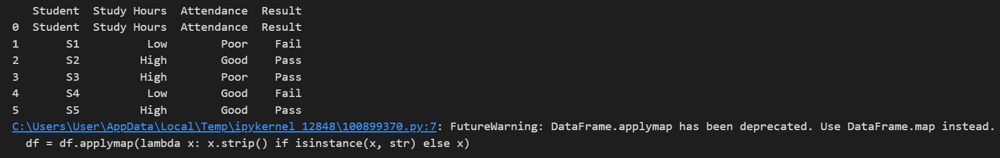 Student Study Hours Attendance Result
0 Student Study Hours Attendance Result
1 S1 Low Poor Fail
2 S2 High Good Pass
3 S3 High Poor Pass
4 S4 Low Good Fail
5 S5 High Good Pass
C:\Users\User\AppData\Local\Temp\ipykernel_12848\100899370.py:7: FutureWarning: DataFrame.applymap has been deprecated. Use DataFrame.map instead.
df = df.applymap(lambda x: x.strip() if isinstance(x, str) else x)